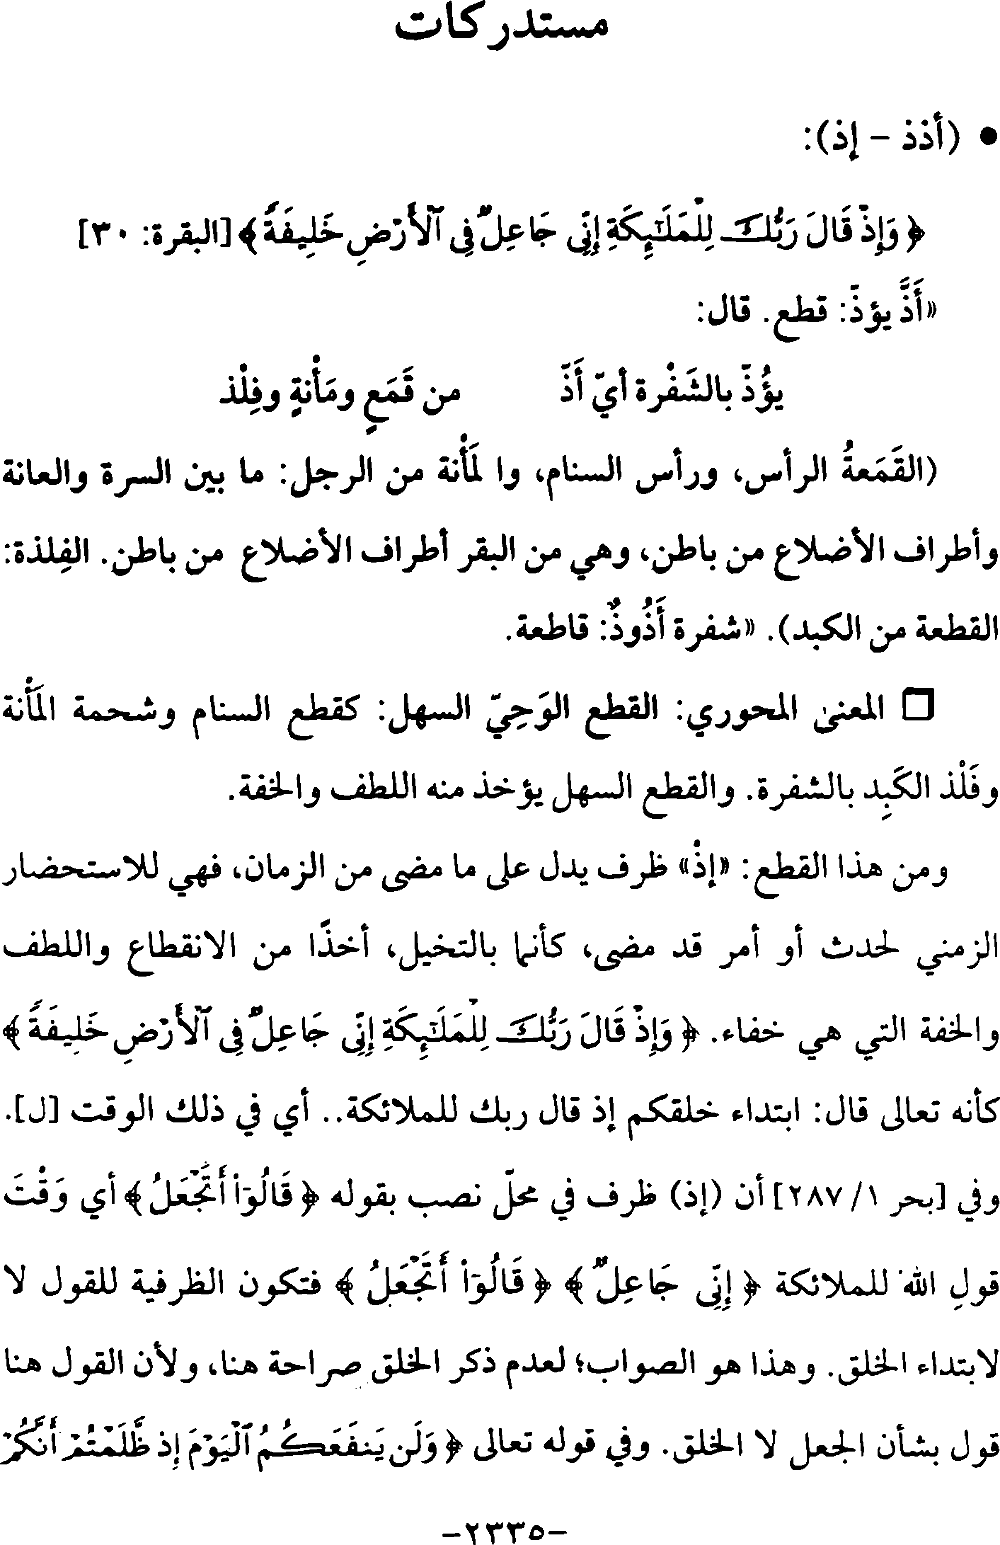 مستدركات
• (أذذ - إذ):
﴿ وَإِذْ قَالَ رَبُّكَ لِلْمَلَٰٓئِكَةِ إِنِّى جَاعِلٌ فِى ٱلْأَرْضِ خَلِيفَةً ﴾ [البقرة: ٣٠]
«أَذَّ يؤذّ: قطع. قال:
يؤُذّ بالشَفْرة أيّ أَذّ من قَمَعٍ ومَأْنةٍ وفِلْذ
(القَمَعةُ الرأس، ورأس السنام، وا لمَأْنة من الرجل: ما بين السرة والعانة
وأطراف الأضلاع من باطن، وهي من البقر أطراف الأضلاع من باطن. الفِلذة:
القطعة من الكبد). «شفرة أَذُوذٌ: قاطعة.
□ المعنى المحوري: القطع الوَحِيّ السهل: كقطع السنام وشحمة المَأْنة
وفَلْذ الكَبِد بالشفرة. والقطع السهل يؤخذ منه اللطف والخفة.
ومن هذا القطع: «إذْ» ظرف يدل على ما مضى من الزمان، فهي للاستحضار
الزمني لحدث أو أمر قد مضى، كأنما بالتخيل، أخذًا من الانقطاع واللطف
والخفة التي هي خفاء. ﴿ وَإِذْ قَالَ رَبُّكَ لِلْمَلَٰٓئِكَةِ إِنِّى جَاعِلٌ فِى ٱلْأَرْضِ خَلِيفَةً ﴾
كأنه تعالى قال: ابتداء خلقكم إذ قال ربك للملائكة.. أي في ذلك الوقت [ل].
وفي [بحر ١/ ٢٨٧] أن (إذ) ظرف في محلّ نصب بقوله ﴿ قَالُوٓا۟ أَتَجْعَلُ ﴾ أي وَقْتَ
قولِ الله للملائكة ﴿ إِنِّى جَاعِلٌ ﴾ ﴿ قَالُوٓا۟ أَتَجْعَلُ ﴾ فتكون الظرفية للقول لا
لابتداء الخلق. وهذا هو الصواب؛ لعدم ذكر الخلق صراحة هنا، ولأن القول هنا
قول بشأن الجعل لا الخلق. وفي قوله تعالى ﴿ وَلَن يَنفَعَكُمُ ٱلْيَوْمَ إِذ ظَّلَمْتُمْ أَنَّكُمْ
-٢٣٣٥-